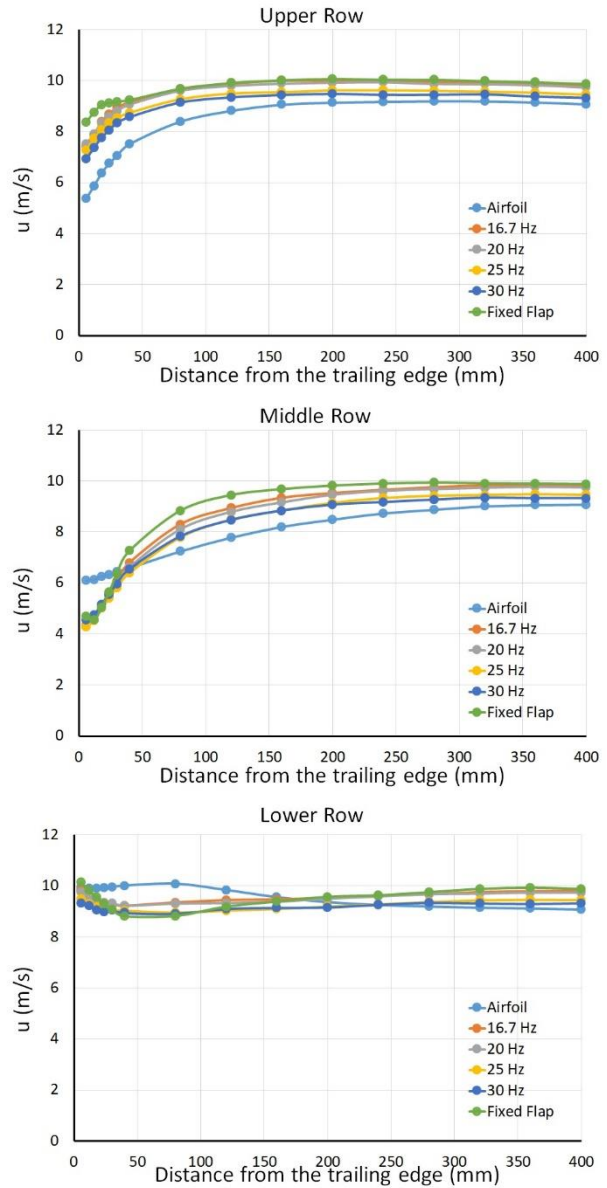 Upper Row
12
10
8
6
4
2
0
u (m/s)
Airfoil
16.7 Hz
20 Hz
25 Hz
30 Hz
Fixed Flap
0 50 100 150 200 250 300 350 400
Distance from the trailing edge (mm)
Middle Row
12
10
8
6
4
2
0
u (m/s)
Airfoil
16.7 Hz
20 Hz
25 Hz
30 Hz
Fixed Flap
0 50 100 150 200 250 300 350 400
Distance from the trailing edge (mm)
Lower Row
12
10
8
6
4
2
0
u (m/s)
Airfoil
16.7 Hz
20 Hz
25 Hz
30 Hz
Fixed Flap
0 50 100 150 200 250 300 350 400
Distance from the trailing edge (mm)